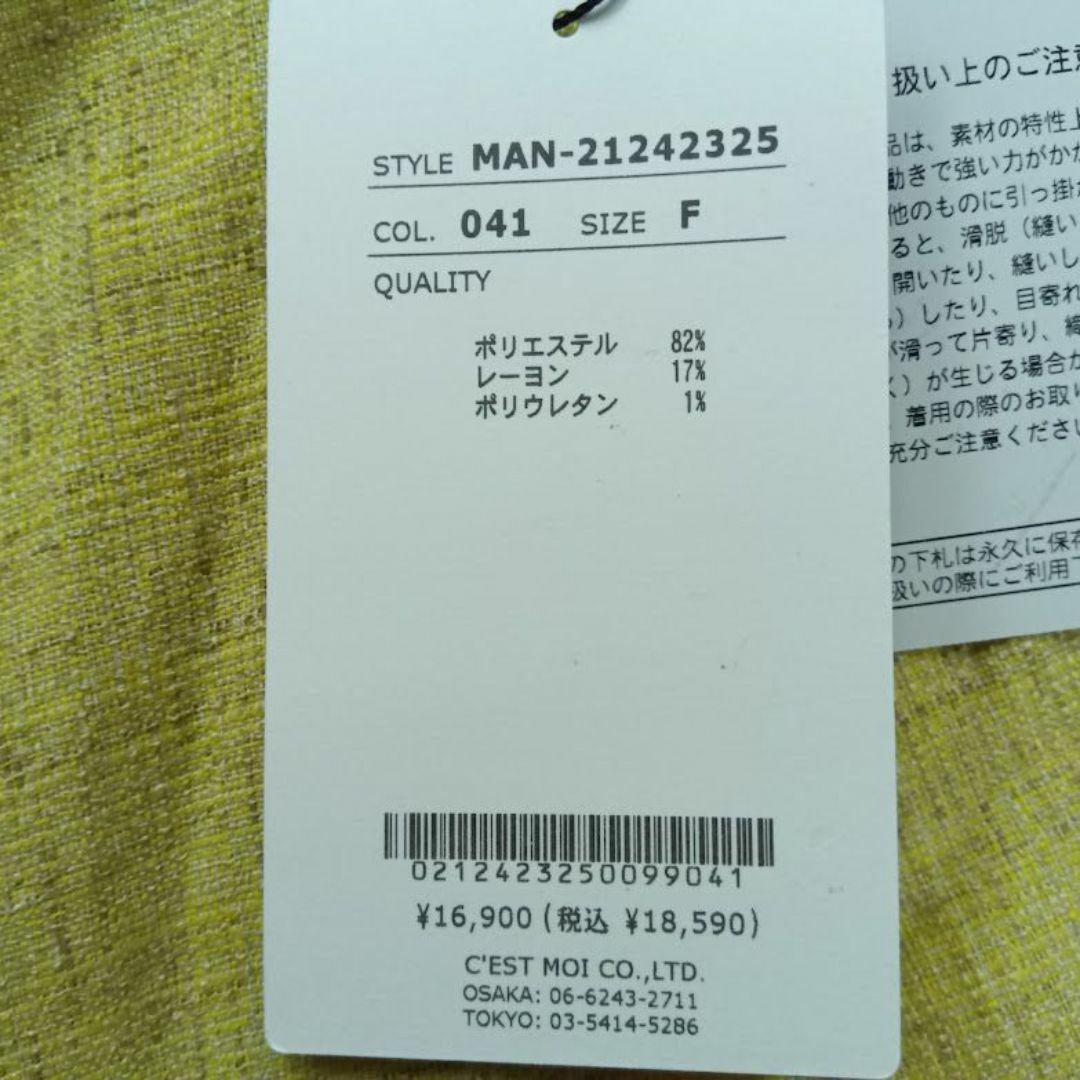 STYLE MAN-21242325
COL. 041 SIZE F
QUALITY
ポリエステル 82%
レーヨン 17%
ポリウレタン 1%
0212423250099041
¥16,900 (税込 ¥18,590)
C'EST MOI CO.,LTD.
OSAKA: 06-6243-2711
TOKYO: 03-5414-5286
扱い上のご注意
品は、素材の特性上
動きで強い力がかか
他のものに引っ掛か
ると、滑脱(縫い
開いたり、縫いし
)したり、目寄れ
が滑って片寄り、織
く)が生じる場合が
着用の際のお取り
充分ご注意ください
の下札は永久に保存
扱いの際にご利用下